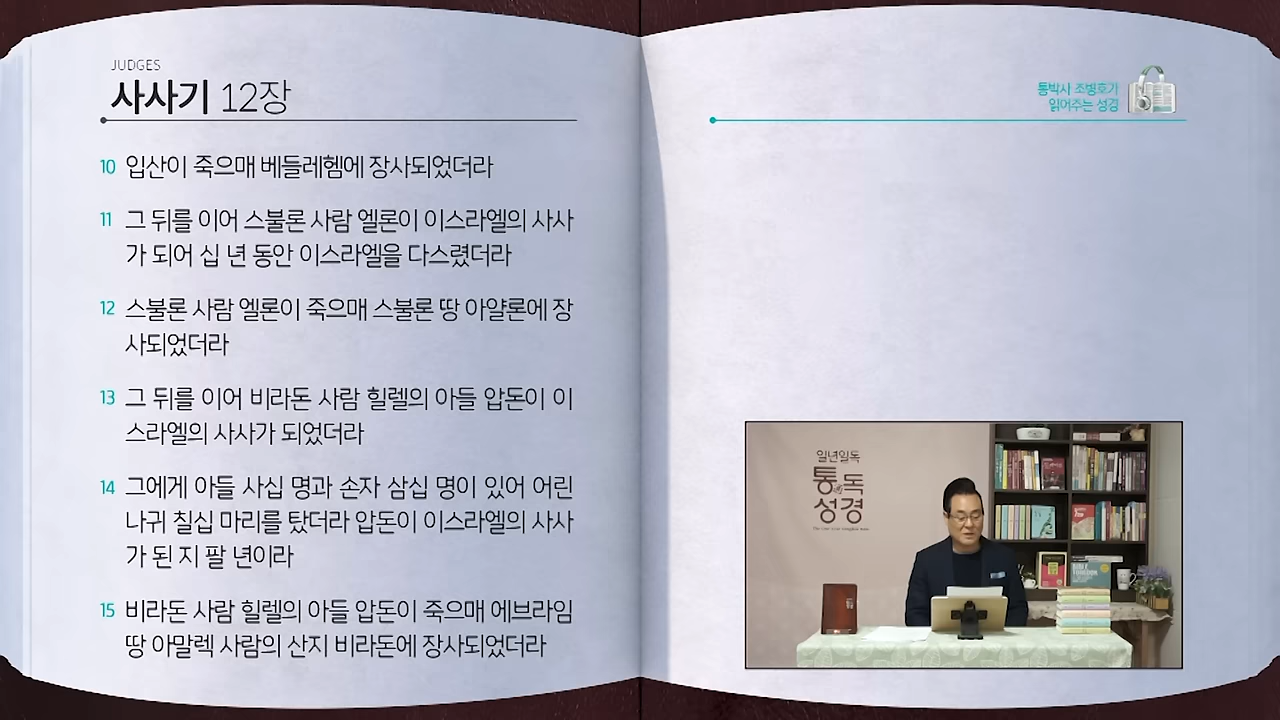 JUDGES
사사기 12장
10 입산이 죽으매 베들레헴에 장사되었더라
11 그 뒤를 이어 스불론 사람 엘론이 이스라엘의 사사
가 되어 십 년 동안 이스라엘을 다스렸더라
12 스불론 사람 엘론이 죽으매 스불론 땅 아얄론에 장
사되었더라
13 그 뒤를 이어 비라돈 사람 힐렐의 아들 압돈이 이
스라엘의 사사가 되었더라
14 그에게 아들 사십 명과 손자 삼십 명이 있어 어린
나귀 칠십 마리를 탔더라 압돈이 이스라엘의 사사
가 된 지 팔 년이라
15 비라돈 사람 힐렐의 아들 압돈이 죽으매 에브라임
땅 아말렉 사람의 산지 비라돈에 장사되었더라
통박사 조병호가
읽어주는 성경
일년일독
통독
성경